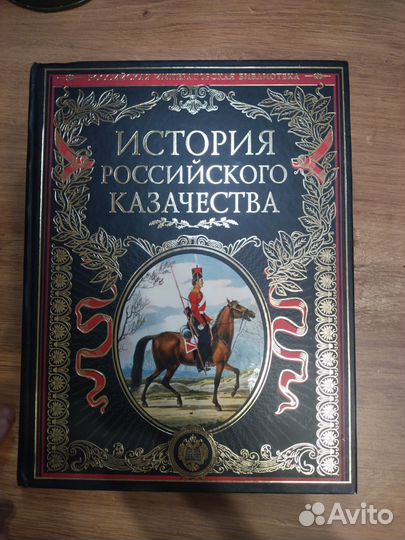 РОССИЙСКАЯ ИМПЕРАТОРСКАЯ БИБЛИОТЕКА
ИСТОРИЯ
РОССИЙСКОГО
КАЗАЧЕСТВА
Avito